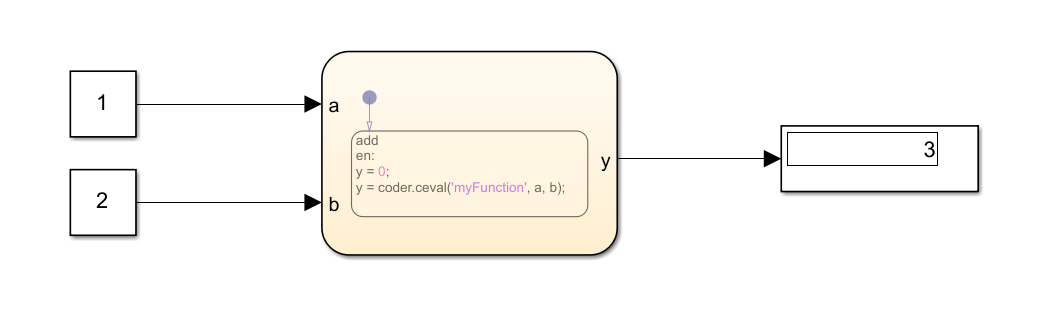 1
2
a
b
add
en:
y = 0;
y = coder.ceval('myFunction', a, b);
y
3